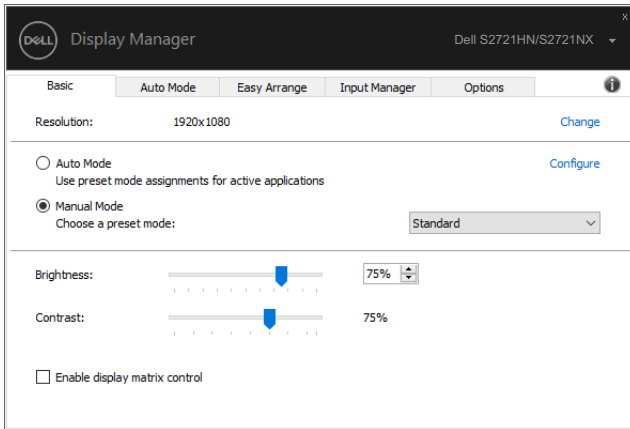 x
DELL Display Manager Dell S2721HN/S2721NX
Basic Auto Mode Easy Arrange Input Manager Options i
Resolution: 1920x1080 Change
Auto Mode Configure
Use preset mode assignments for active applications
Manual Mode
Choose a preset mode: Standard
Brightness: 75%
Contrast: 75%
Enable display matrix control